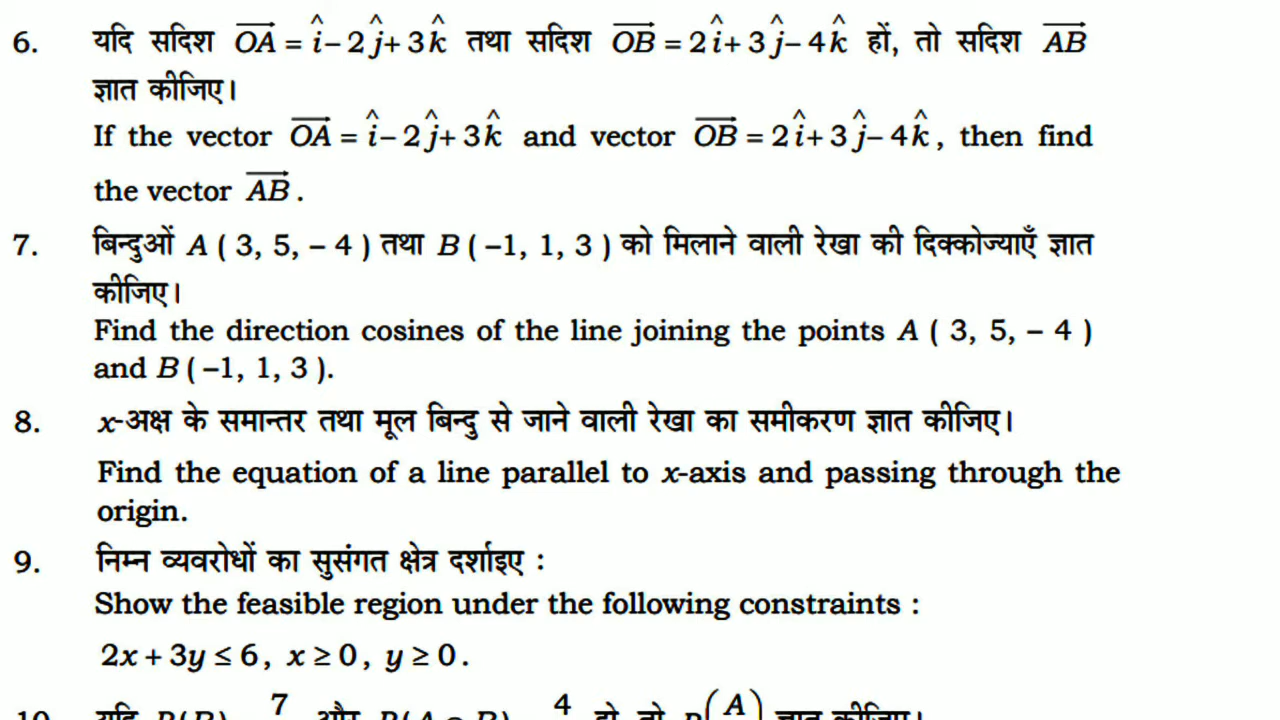 6. यदि सदिश $\overrightarrow{OA} = \hat{i} - 2\hat{j} + 3\hat{k}$ तथा सदिश $\overrightarrow{OB} = 2\hat{i} + 3\hat{j} - 4\hat{k}$ हों, तो सदिश $\overrightarrow{AB}$
ज्ञात कीजिए।
If the vector $\overrightarrow{OA} = \hat{i} - 2\hat{j} + 3\hat{k}$ and vector $\overrightarrow{OB} = 2\hat{i} + 3\hat{j} - 4\hat{k}$, then find
the vector $\overrightarrow{AB}$.
7. बिन्दुओं A ( 3, 5, – 4 ) तथा B ( –1, 1, 3 ) को मिलाने वाली रेखा की दिक्कोज्याएँ ज्ञात
कीजिए।
Find the direction cosines of the line joining the points A ( 3, 5, – 4 )
and B ( –1, 1, 3 ).
8. x-अक्ष के समान्तर तथा मूल बिन्दु से जाने वाली रेखा का समीकरण ज्ञात कीजिए।
Find the equation of a line parallel to x-axis and passing through the
origin.
9. निम्न व्यवरोधों का सुसंगत क्षेत्र दर्शाइए :
Show the feasible region under the following constraints :
2x + 3y ≤ 6, x ≥ 0, y ≥ 0.
10. यदि 7 और 4 हो तो ज्ञात कीजिए।